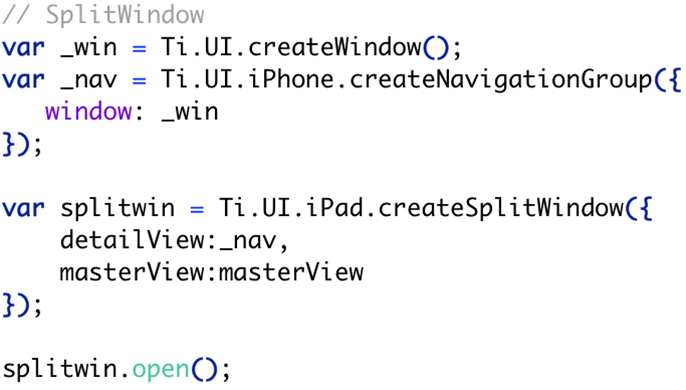 // SplitWindow
var _win = Ti.UI.createWindow();
var _nav = Ti.UI.iPhone.createNavigationGroup({
   window: _win
});

var splitwin = Ti.UI.iPad.createSplitWindow({
    detailView:_nav,
    masterView:masterView
});

splitwin.open();